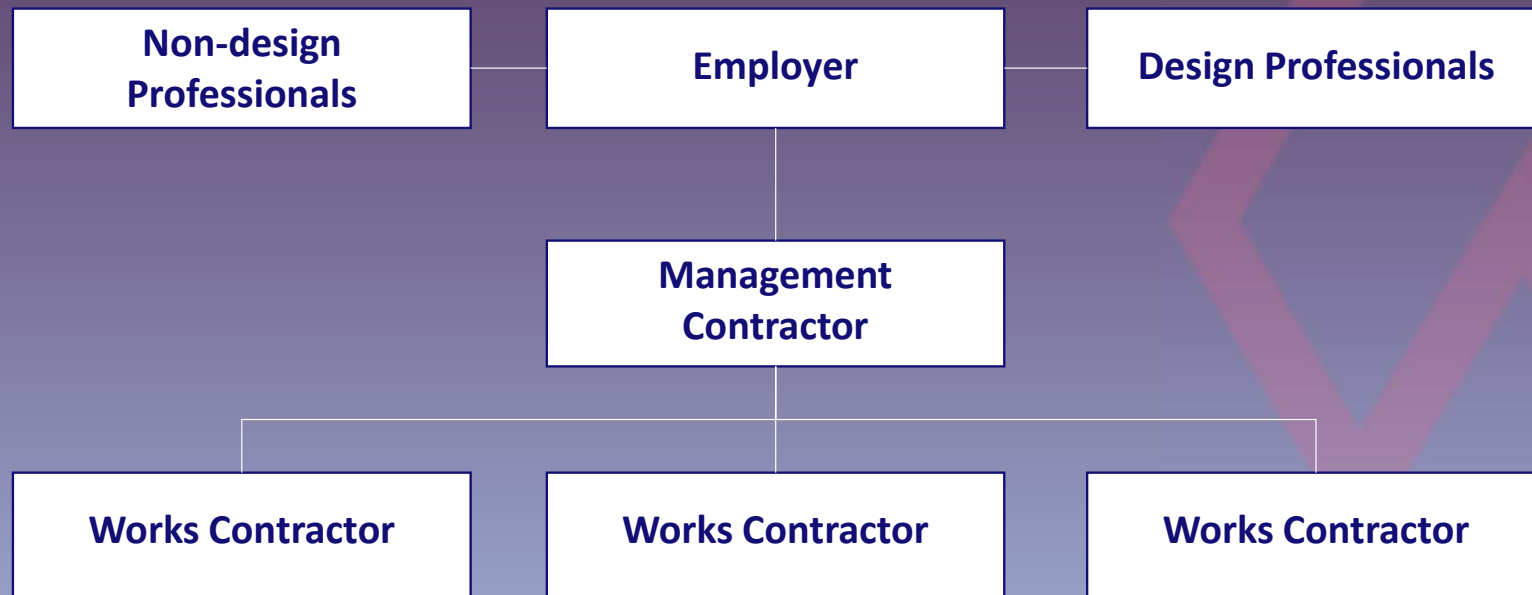 Non-design
Professionals
Employer
Design Professionals
Management
Contractor
Works Contractor
Works Contractor
Works Contractor